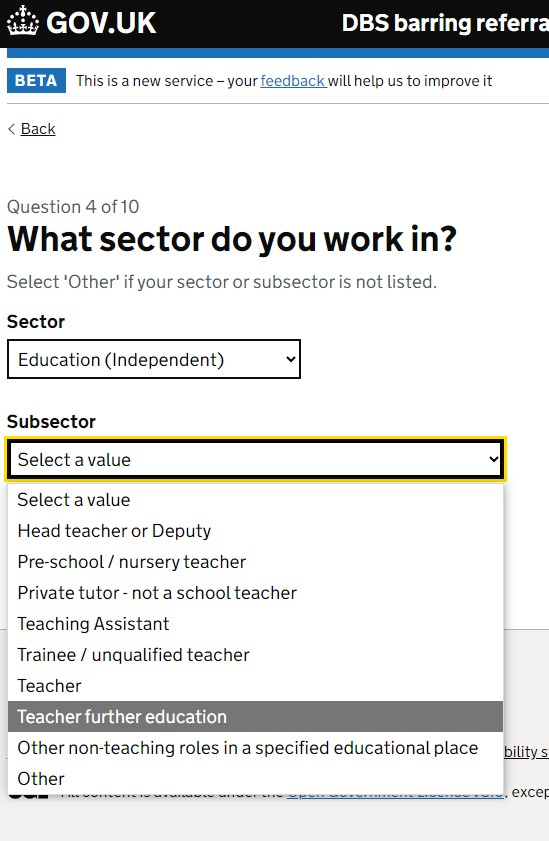 GOV.UK
DBS barring referra
BETA This is a new service – your feedback will help us to improve it
Back
Question 4 of 10
What sector do you work in?
Select 'Other' if your sector or subsector is not listed.
Sector
Education (Independent)
Subsector
Select a value
Select a value
Head teacher or Deputy
Pre-school / nursery teacher
Private tutor - not a school teacher
Teaching Assistant
Trainee / unqualified teacher
Teacher
Teacher further education
Other non-teaching roles in a specified educational place
bility s
Other
All content is available under the Open Government License v3.0, excep